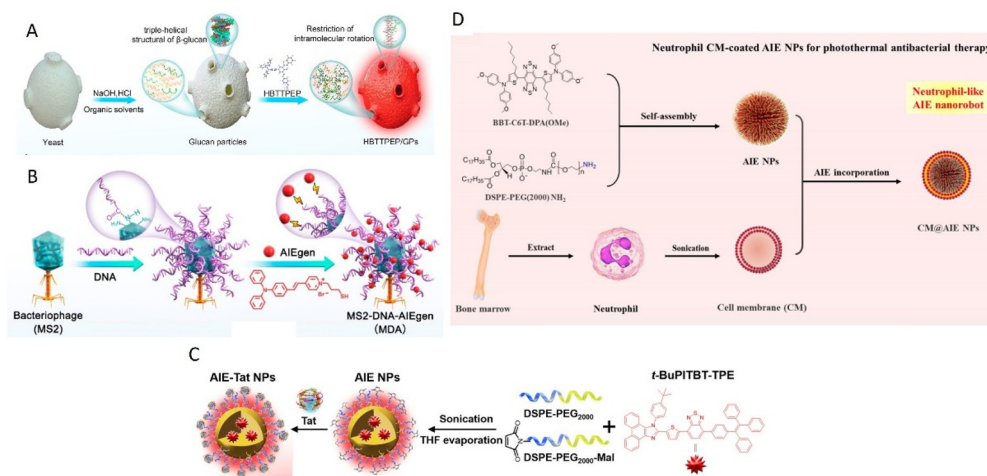 A
triple-helical
structural of β-glucan
Restriction of
intramolecular rotation
NaOH,HCl
Organic solvents
HBTTPEP
Yeast
Glucan particles
HBTTPEP/GPs
B
DNA
AIEgen
Bacteriophage
(MS2)
MS2-DNA-AIEgen
(MDA)
C
AIE-Tat NPs
AIE NPs
Tat
Sonication
THF evaporation
DSPE-PEG2000
DSPE-PEG2000-Mal
+
t-BuPITBT-TPE
D
Neutrophil CM-coated AIE NPs for photothermal antibacterial therapy
BBT-C6T-DPA(OMe)
DSPE-PEG(2000) NH2
Self-assembly
AIE NPs
Neutrophil-like
AIE nanorobot
AIE incorporation
CM@AIE NPs
Extract
Sonication
Bone marrow
Neutrophil
Cell membrane (CM)